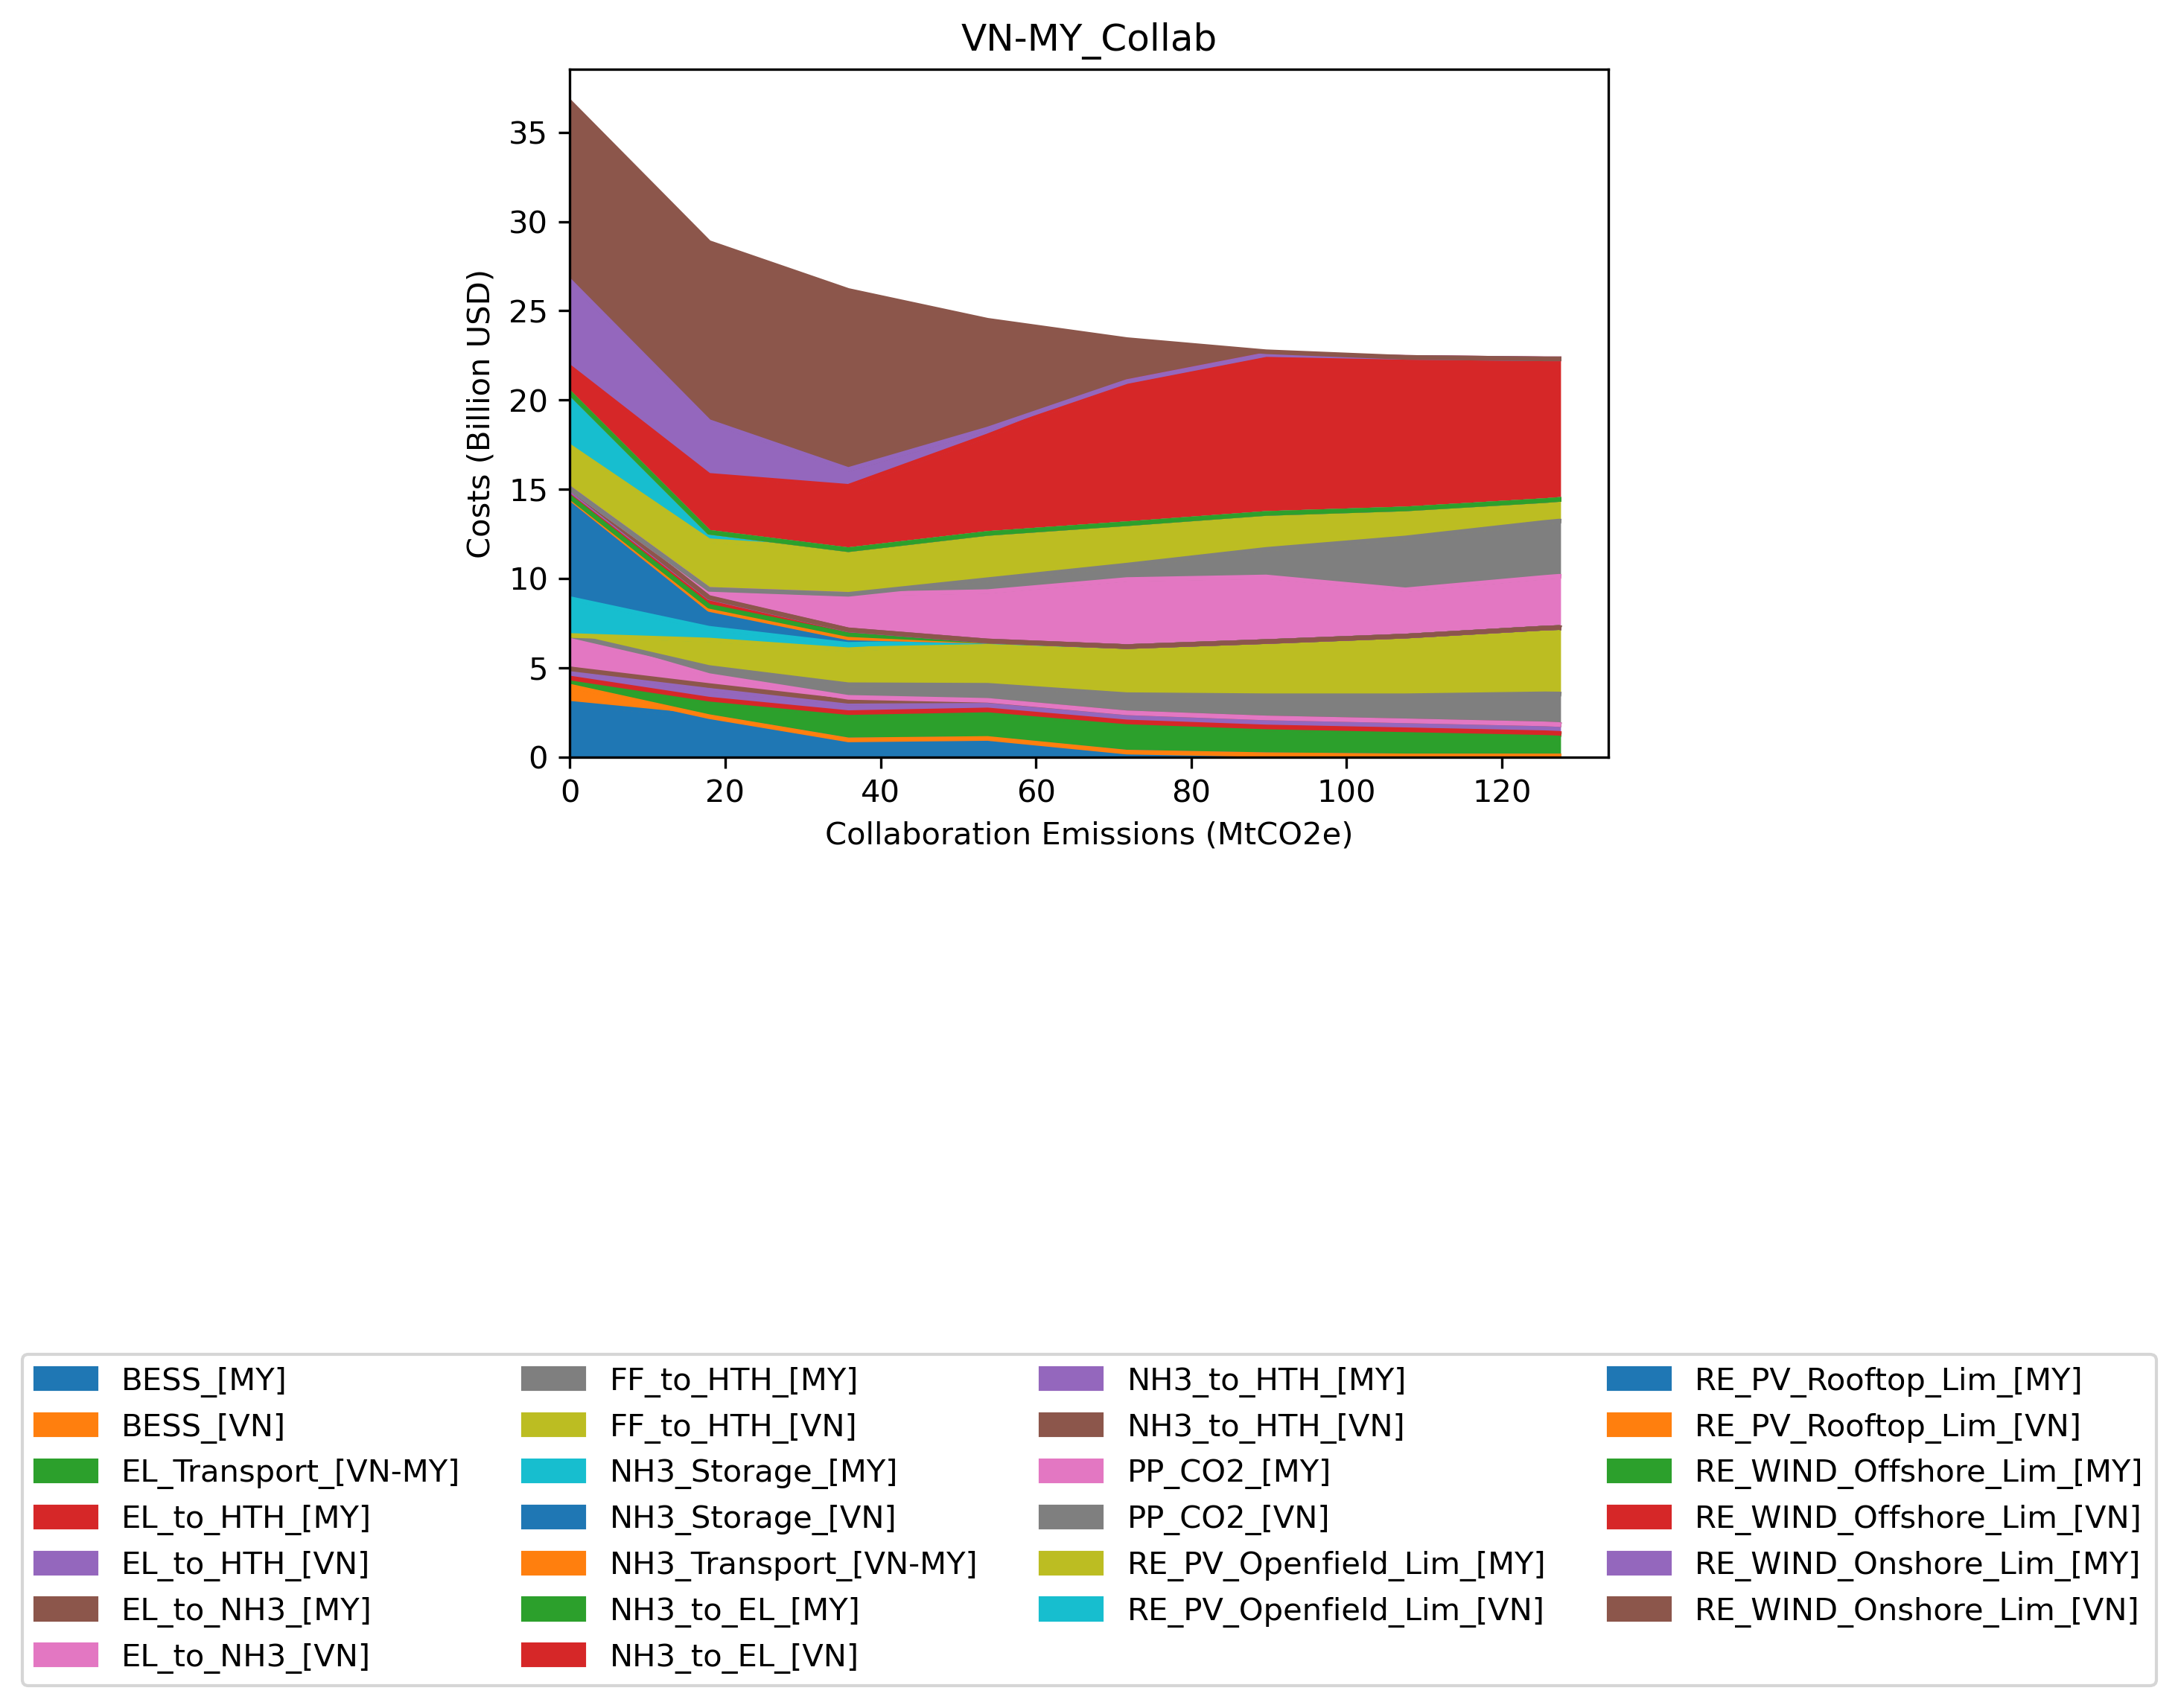 VN-MY_Collab
Costs (Billion USD)
35
30
25
20
15
10
5
0
0 20 40 60 80 100 120
Collaboration Emissions (MtCO2e)
BESS_[MY]
BESS_[VN]
EL_Transport_[VN-MY]
EL_to_HTH_[MY]
EL_to_HTH_[VN]
EL_to_NH3_[MY]
EL_to_NH3_[VN]
FF_to_HTH_[MY]
FF_to_HTH_[VN]
NH3_Storage_[MY]
NH3_Storage_[VN]
NH3_Transport_[VN-MY]
NH3_to_EL_[MY]
NH3_to_EL_[VN]
NH3_to_HTH_[MY]
NH3_to_HTH_[VN]
PP_CO2_[MY]
PP_CO2_[VN]
RE_PV_Openfield_Lim_[MY]
RE_PV_Openfield_Lim_[VN]
RE_PV_Rooftop_Lim_[MY]
RE_PV_Rooftop_Lim_[VN]
RE_WIND_Offshore_Lim_[MY]
RE_WIND_Offshore_Lim_[VN]
RE_WIND_Onshore_Lim_[MY]
RE_WIND_Onshore_Lim_[VN]